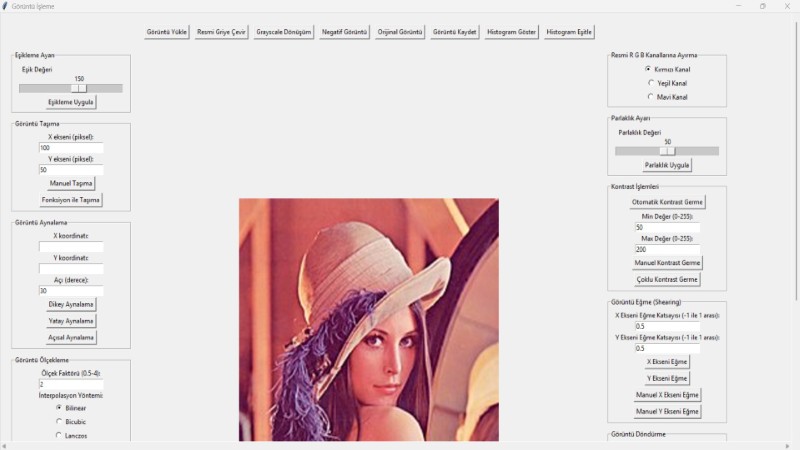 Görüntü İşleme
Görüntü Yükle
Resmi Griye Çevir
Grayscale Dönüşüm
Negatif Görüntü
Orijinal Görüntü
Görüntü Kaydet
Histogram Göster
Histogram Eşitle
Eşikleme Ayarı
Eşik Değeri
150
Eşikleme Uygula
Görüntü Taşıma
X ekseni (piksel):
100
Y ekseni (piksel):
50
Manuel Taşıma
Fonksiyon ile Taşıma
Görüntü Aynalama
X koordinatı:
Y koordinatı:
Açı (derece):
30
Dikey Aynalama
Yatay Aynalama
Açısal Aynalama
Görüntü Ölçekleme
Ölçek Faktörü (0.5-4):
2
İnterpolasyon Yöntemi:
Bilinear
Bicubic
Lanczos
Resmi R G B Kanallarına Ayırma
Kırmızı Kanal
Yeşil Kanal
Mavi Kanal
Parlaklık Ayarı
Parlaklık Değeri
50
Parlaklık Uygula
Kontrast İşlemleri
Otomatik Kontrast Germe
Min Değer (0-255):
50
Max Değer (0-255):
200
Manuel Kontrast Germe
Çoklu Kontrast Germe
Görüntü Eğme (Shearing)
X Ekseni Eğme Katsayısı (-1 ile 1 arası):
0.5
Y Ekseni Eğme Katsayısı (-1 ile 1 arası):
0.5
X Ekseni Eğme
Y Ekseni Eğme
Manuel X Ekseni Eğme
Manuel Y Ekseni Eğme
Görüntü Döndürme